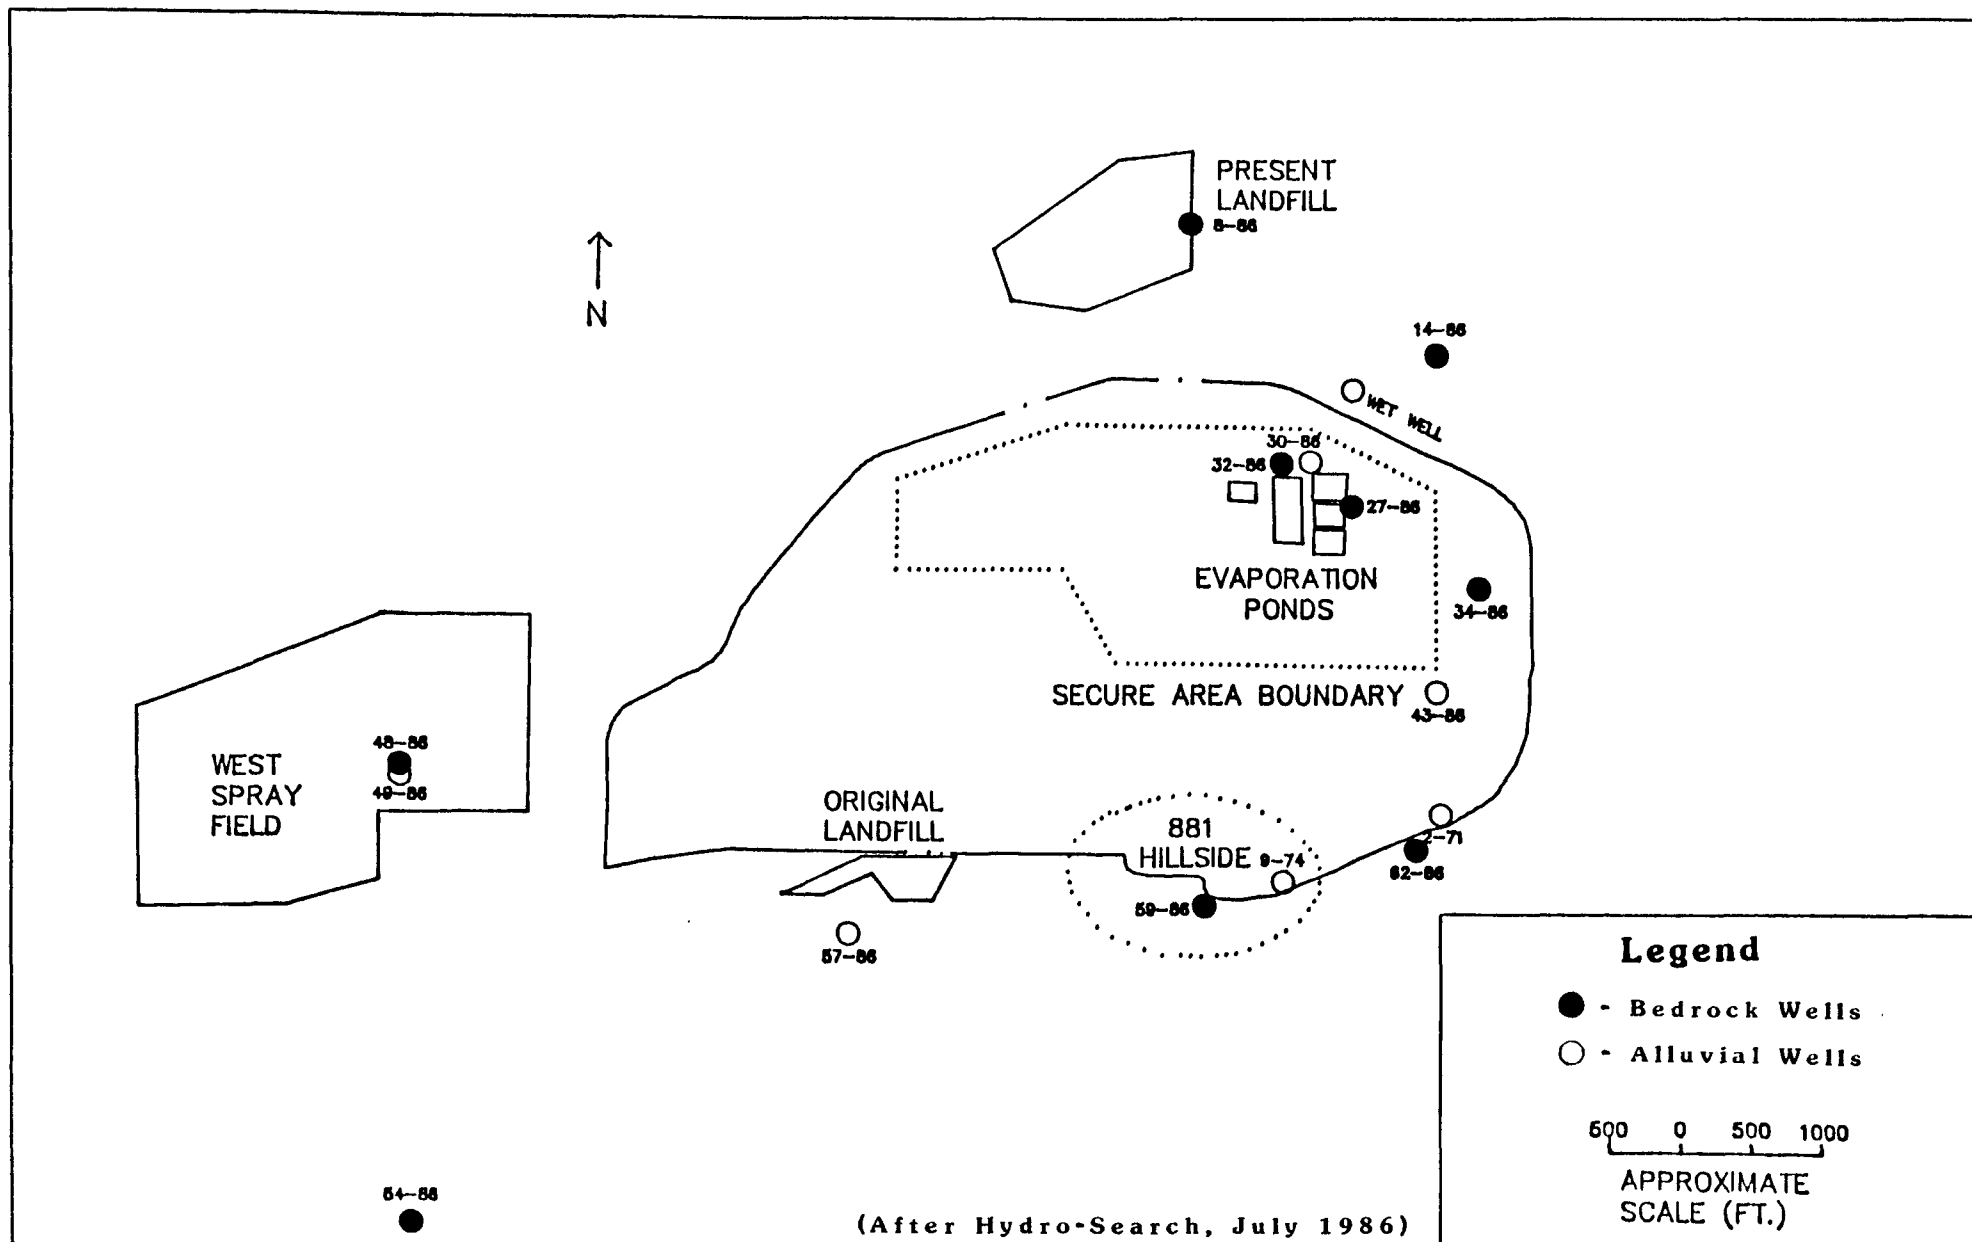 PRESENT
LANDFILL
8-86
N
14-86
WET WELL
30-86
32-86
27-86
EVAPORATION
PONDS
34-86
SECURE AREA BOUNDARY
43-86
48-86
WEST
SPRAY
FIELD
49-86
ORIGINAL
LANDFILL
881
HILLSIDE
9-74
2-71
62-86
59-86
57-86
Legend
- Bedrock Wells
- Alluvial Wells
500 0 500 1000
APPROXIMATE
SCALE (FT.)
54-86
(After Hydro-Search, July 1986)